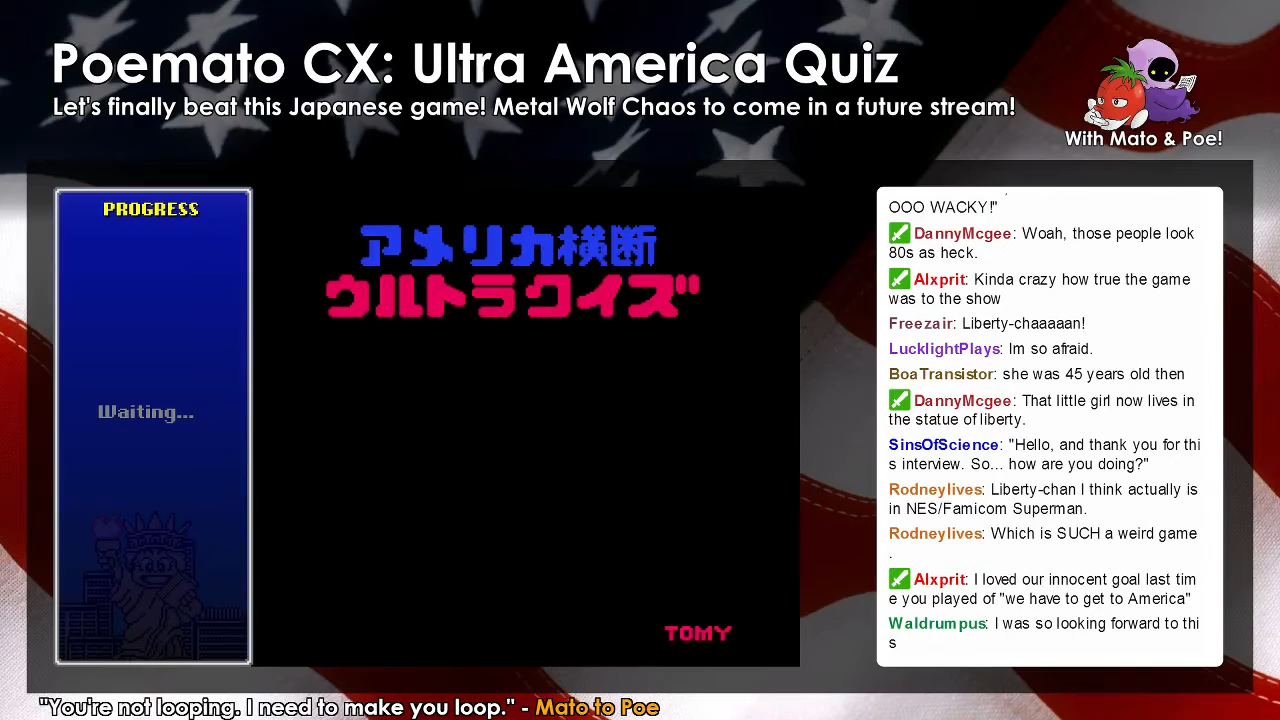 Poemato CX: Ultra America Quiz
Let's finally beat this Japanese game! Metal Wolf Chaos to come in a future stream!
With Mato & Poe!
PROGRESS
Waiting...
アメリカ横断
ウルトラクイズ
TOMY
OOO WACKY!"
DannyMcgee: Woah, those people look
80s as heck.
Alxprit: Kinda crazy how true the game
was to the show
Freezair: Liberty-chaaaaan!
LucklightPlays: Im so afraid.
BoaTransistor: she was 45 years old then
DannyMcgee: That little girl now lives in
the statue of liberty.
SinsOfScience: "Hello, and thank you for thi
s interview. So... how are you doing?"
Rodneylives: Liberty-chan I think actually is
in NES/Famicom Superman.
Rodneylives: Which is SUCH a weird game
.
Alxprit: I loved our innocent goal last tim
e you played of "we have to get to America"
Waldrumpus: I was so looking forward to thi
s
"You're not looping. I need to make you loop." - Mato to Poe